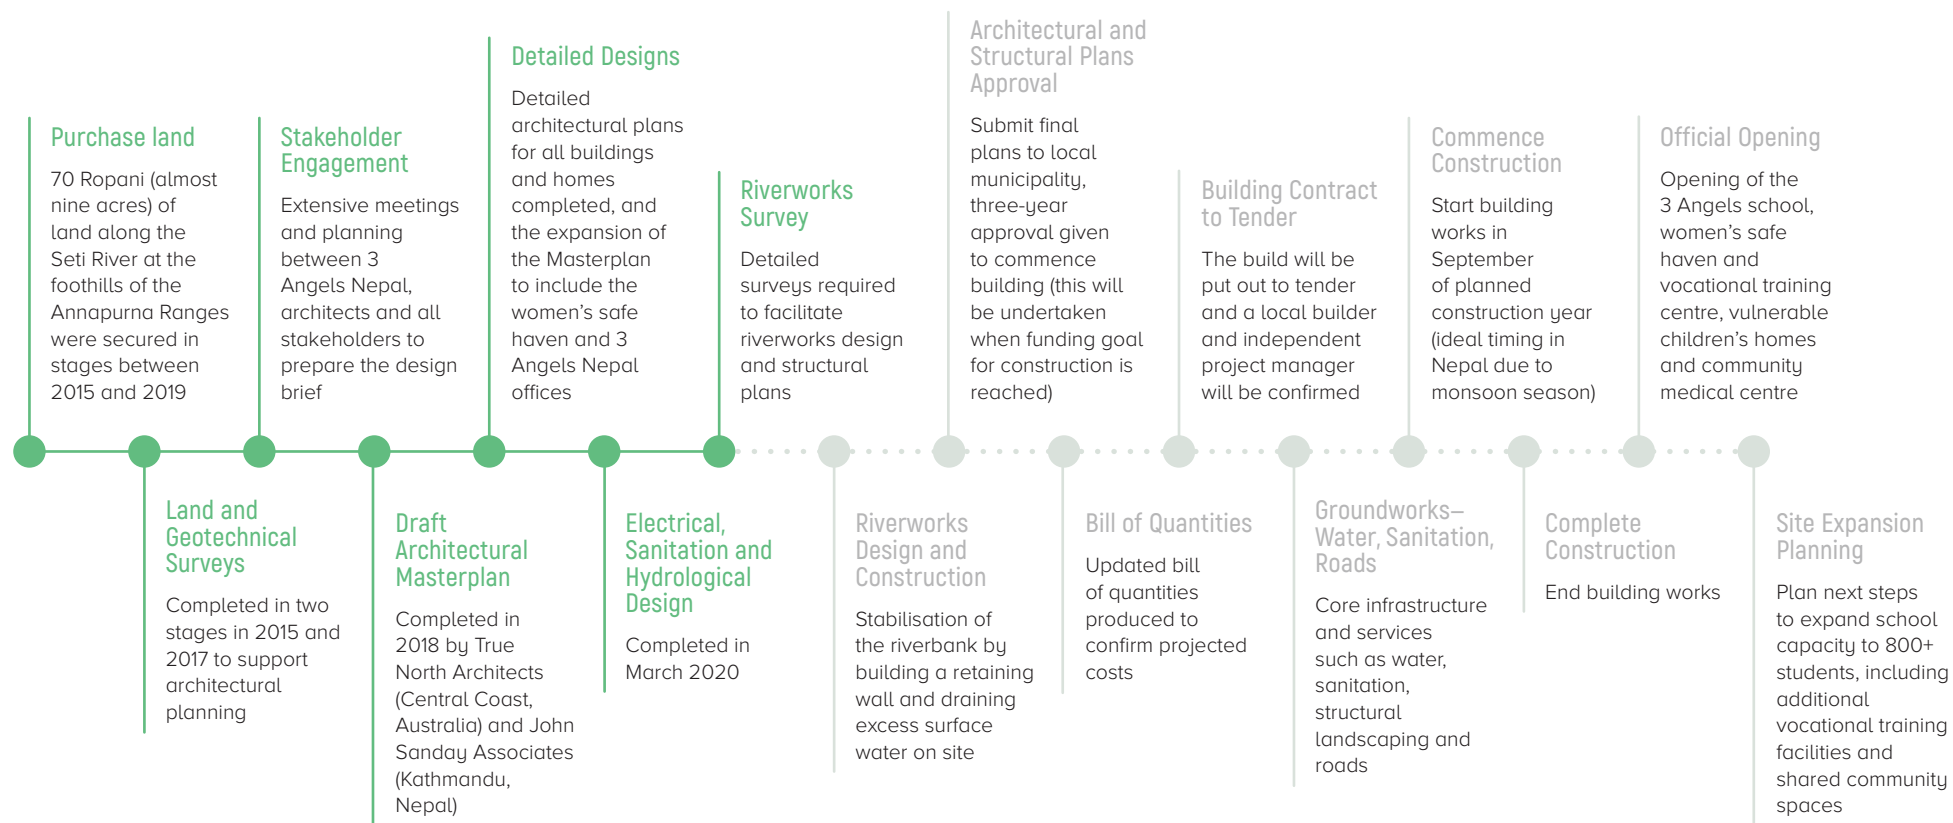 Purchase land
70 Ropani (almost
nine acres) of
land along the
Seti River at the
foothills of the
Annapurna Ranges
were secured in
stages between
2015 and 2019
Land and
Geotechnical
Surveys
Completed in two
stages in 2015 and
2017 to support
architectural
planning
Stakeholder
Engagement
Extensive meetings
and planning
between 3
Angels Nepal,
architects and all
stakeholders to
prepare the design
brief
Draft
Architectural
Masterplan
Completed in
2018 by True
North Architects
(Central Coast,
Australia) and John
Sanday Associates
(Kathmandu,
Nepal)
Detailed Designs
Detailed
architectural plans
for all buildings
and homes
completed, and
the expansion of
the Masterplan
to include the
women’s safe
haven and 3
Angels Nepal
offices
Electrical,
Sanitation and
Hydrological
Design
Completed in
March 2020
Riverworks
Survey
Detailed
surveys required
to facilitate
riverworks design
and structural
plans
Riverworks
Design and
Construction
Stabilisation of
the riverbank by
building a retaining
wall and draining
excess surface
water on site
Architectural and
Structural Plans
Approval
Submit final
plans to local
municipality,
three-year
approval given
to commence
building (this will
be undertaken
when funding goal
for construction is
reached)
Bill of Quantities
Updated bill
of quantities
produced to
confirm projected
costs
Building Contract
to Tender
The build will be
put out to tender
and a local builder
and independent
project manager
will be confirmed
Groundworks–
Water, Sanitation,
Roads
Core infrastructure
and services
such as water,
sanitation,
structural
landscaping and
roads
Commence
Construction
Start building
works in
September
of planned
construction year
(ideal timing in
Nepal due to
monsoon season)
Complete
Construction
End building works
Official Opening
Opening of the
3 Angels school,
women’s safe
haven and
vocational training
centre, vulnerable
children’s homes
and community
medical centre
Site Expansion
Planning
Plan next steps
to expand school
capacity to 800+
students, including
additional
vocational training
facilities and
shared community
spaces